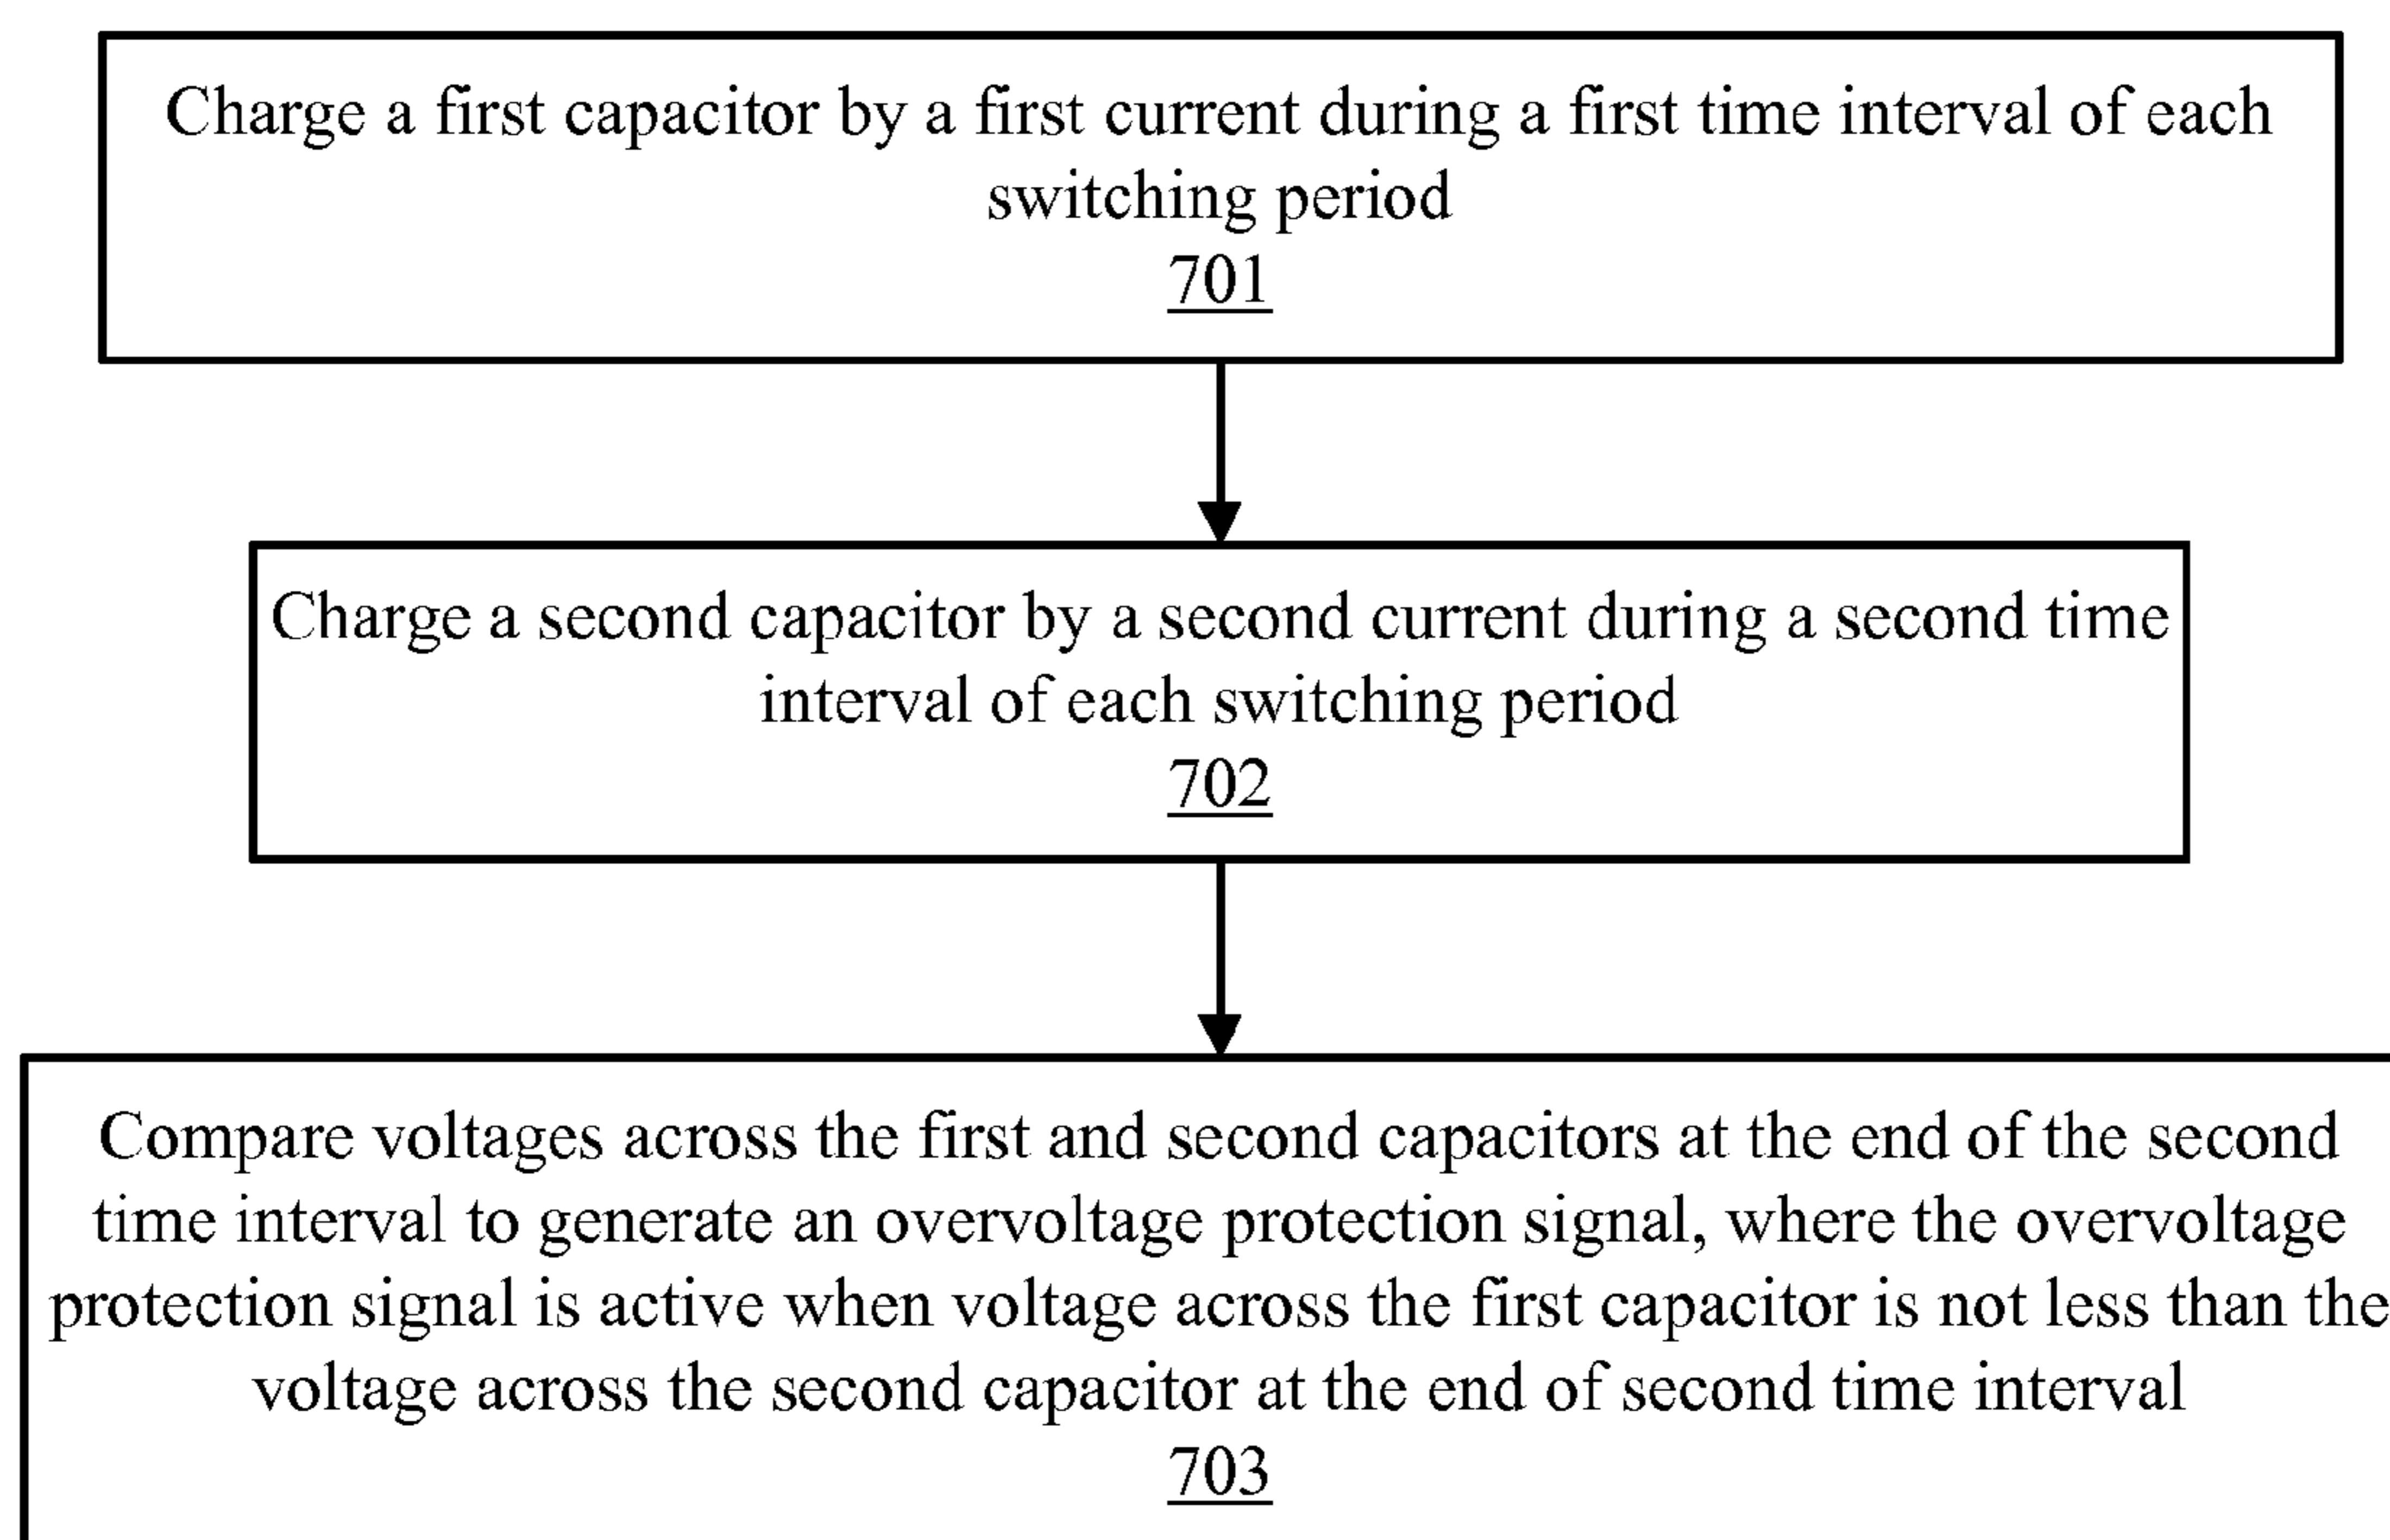 Charge a first capacitor by a first current during a first time interval of each
switching period
701
Charge a second capacitor by a second current during a second time
interval of each switching period
702
Compare voltages across the first and second capacitors at the end of the second
time interval to generate an overvoltage protection signal, where the overvoltage
protection signal is active when voltage across the first capacitor is not less than the
voltage across the second capacitor at the end of second time interval
703